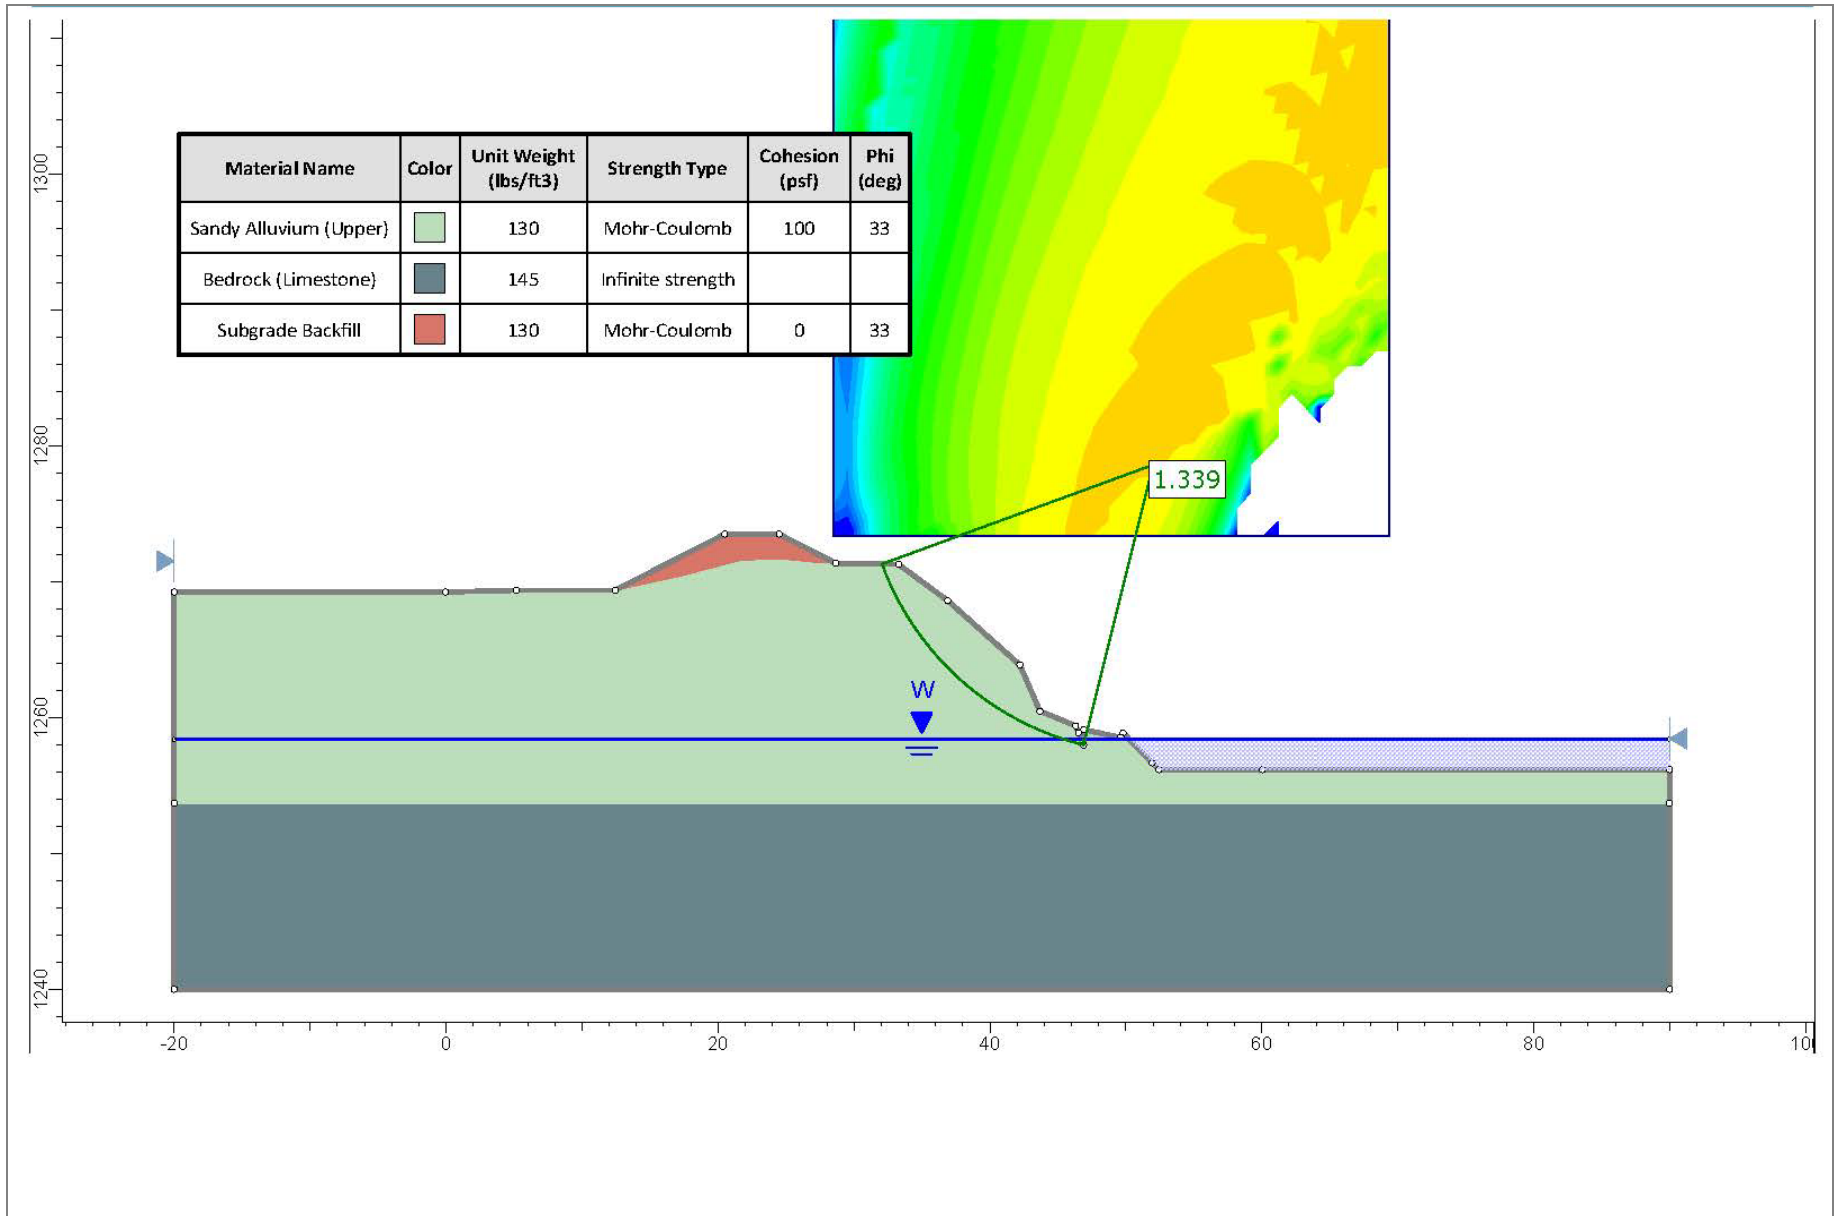 1300
1280
1260
1240
Material Name Color Unit Weight (lbs/ft3) Strength Type Cohesion (psf) Phi (deg)
Sandy Alluvium (Upper) 130 Mohr-Coulomb 100 33
Bedrock (Limestone) 145 Infinite strength
Subgrade Backfill 130 Mohr-Coulomb 0 33
1.339
W
-20 0 20 40 60 80 100